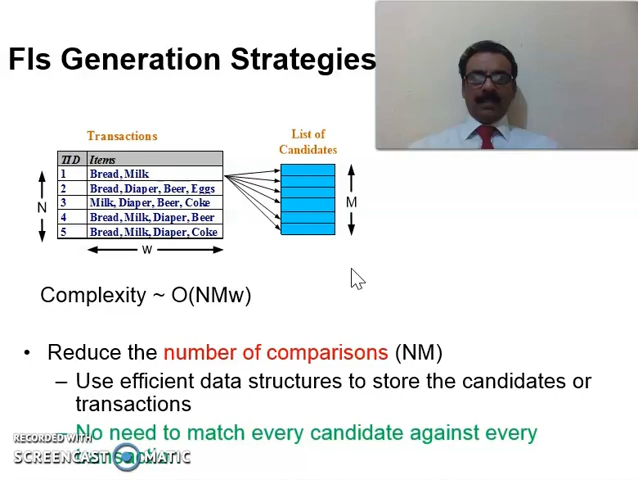 FIs Generation Strategies
Transactions
List of
Candidates
TID Items
1 Bread, Milk
2 Bread, Diaper, Beer, Eggs
3 Milk, Diaper, Beer, Coke
4 Bread, Milk, Diaper, Beer
5 Bread, Milk, Diaper, Coke
N
M
w
Complexity ~ O(NMw)
• Reduce the number of comparisons (NM)
– Use efficient data structures to store the candidates or
transactions
– No need to match every candidate against every
RECORDED WITH
SCREENCAST MATIC